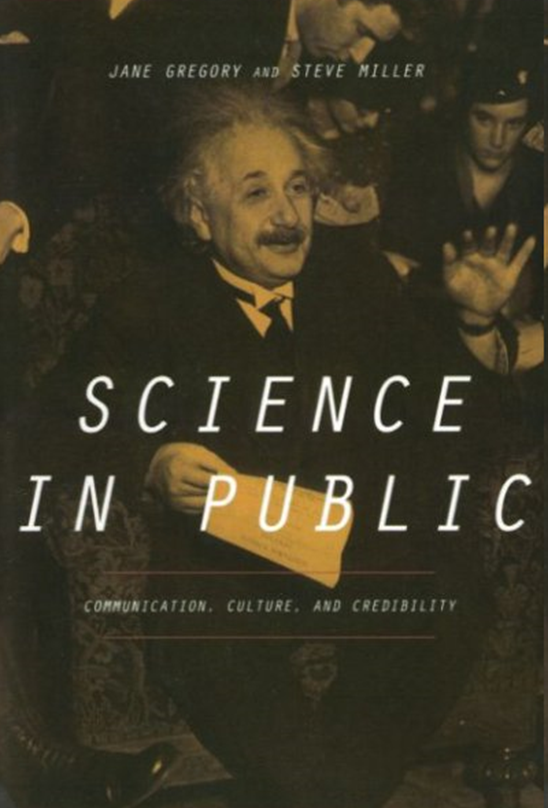 JANE GREGORY AND STEVE MILLER
SCIENCE
IN PUBLIC
COMMUNICATION, CULTURE, AND CREDIBILITY